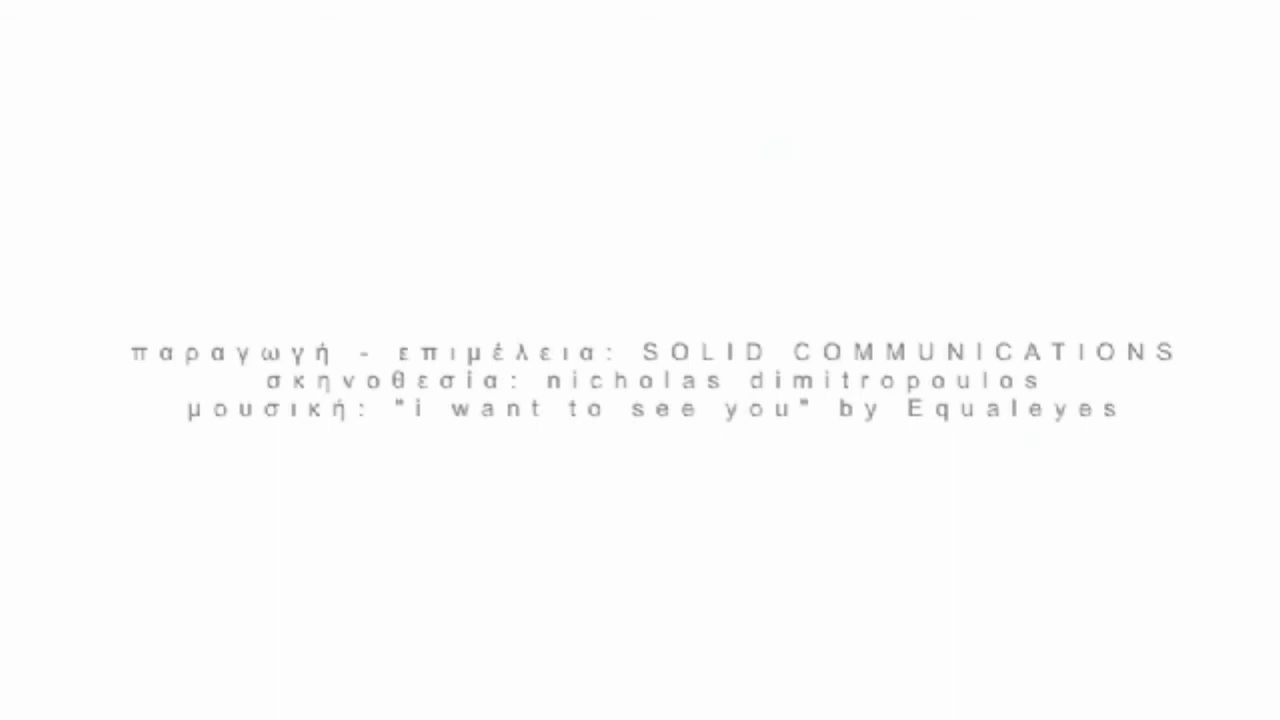 παραγωγή - επιμέλεια: SOLID COMMUNICATIONS
σκηνοθεσία: nicholas dimitropoulos
μουσική: "i want to see you" by Equaleyes